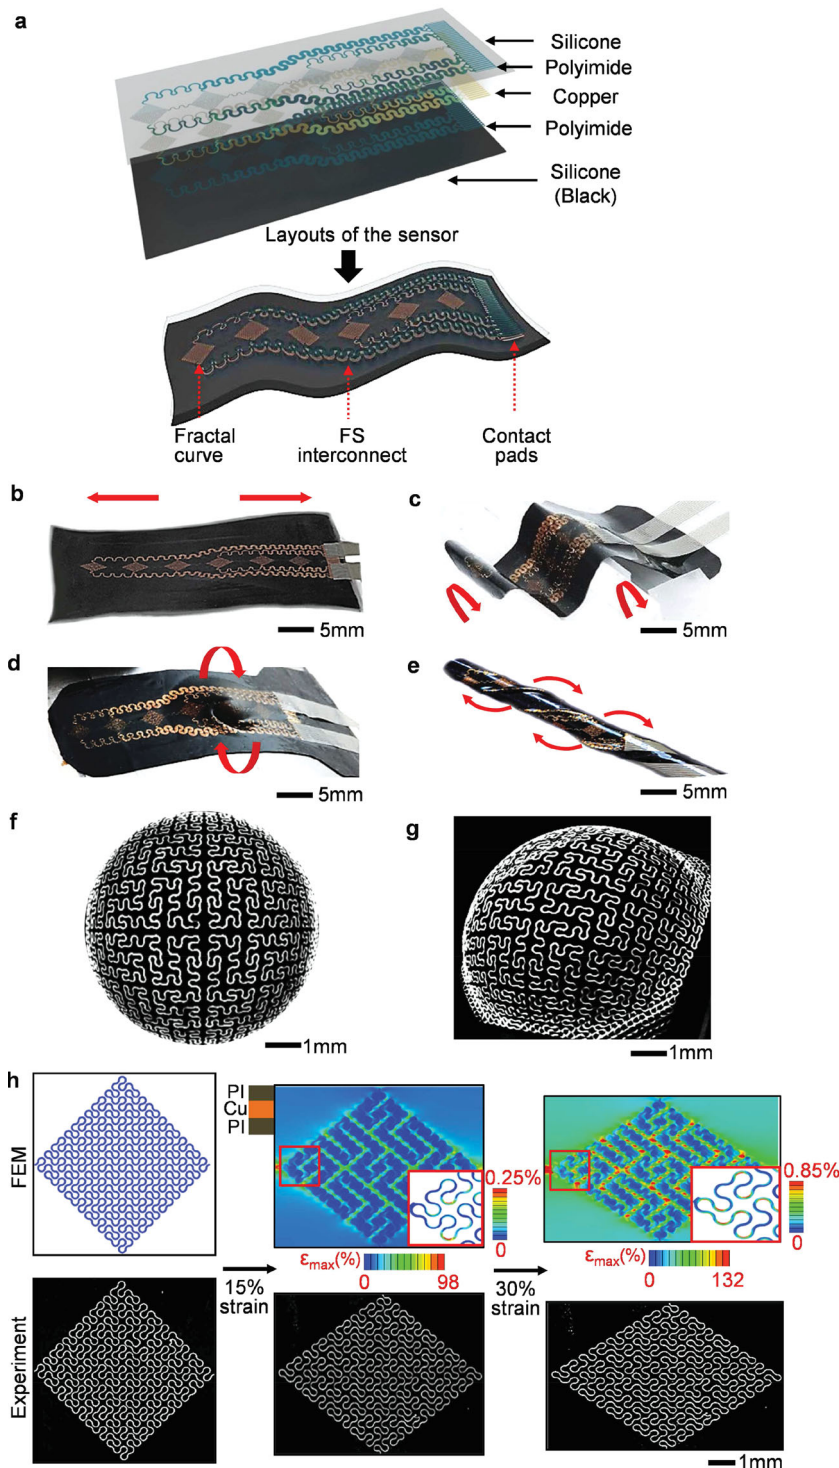 a
Silicone
Polyimide
Copper
Polyimide
Silicone
(Black)
Layouts of the sensor
Fractal
curve
FS
interconnect
Contact
pads
b
5mm
c
5mm
d
5mm
e
5mm
f
1mm
g
1mm
h
FEM
PI
Cu
PI
0.25%
0
0.85%
0
εmax(%)
0
98
εmax(%)
0
132
15%
strain
30%
strain
Experiment
1mm